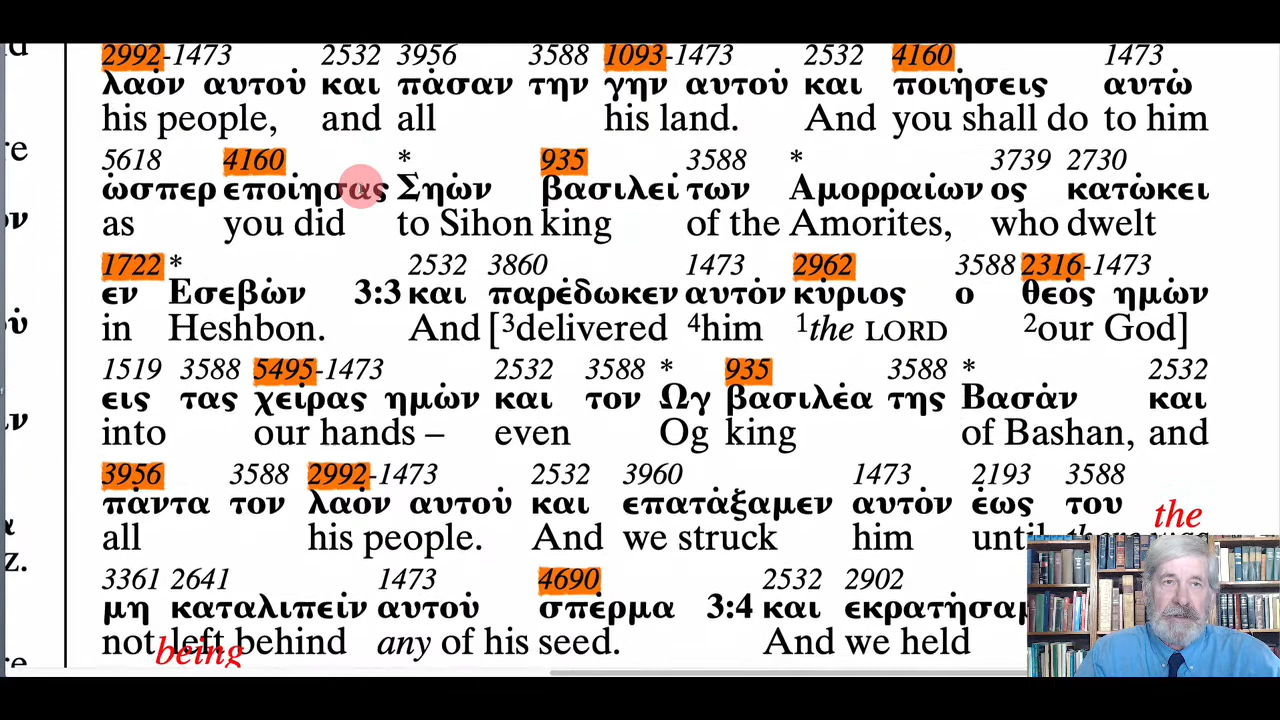 2992-1473 2532 3956 3588 1093-1473 2532 4160 1473
λαόν αυτού και πάσαν την γην αυτού και ποιήσεις αυτώ
his people, and all his land. And you shall do to him
5618 4160 * 935 3588 * 3739 2730
ώσπερ εποίησας Σηών βασιλεί των Αμορραίων ος κατώκει
as you did to Sihon king of the Amorites, who dwelt
1722 * 2532 3860 1473 2962 3588 2316-1473
εν Εσεβών 3:3 και παρέδωκεν αυτόν κύριος ο θεός ημών
in Heshbon. And [3delivered 4him 1the LORD 2our God]
1519 3588 5495-1473 2532 3588 * 935 3588 * 2532
εις τας χείρας ημών και τον Ωγ βασιλέα της Βασάν και
into our hands – even Og king of Bashan, and
3956 3588 2992-1473 2532 3960 1473 2193 3588
πάντα τον λαόν αυτού και επατάξαμεν αυτόν έως του
the
all his people. And we struck him
3361 2641 1473 4690 2532 2902
μη καταλιπείν αυτού σπέρμα 3:4 και
not left behind any of his seed. And we held
being